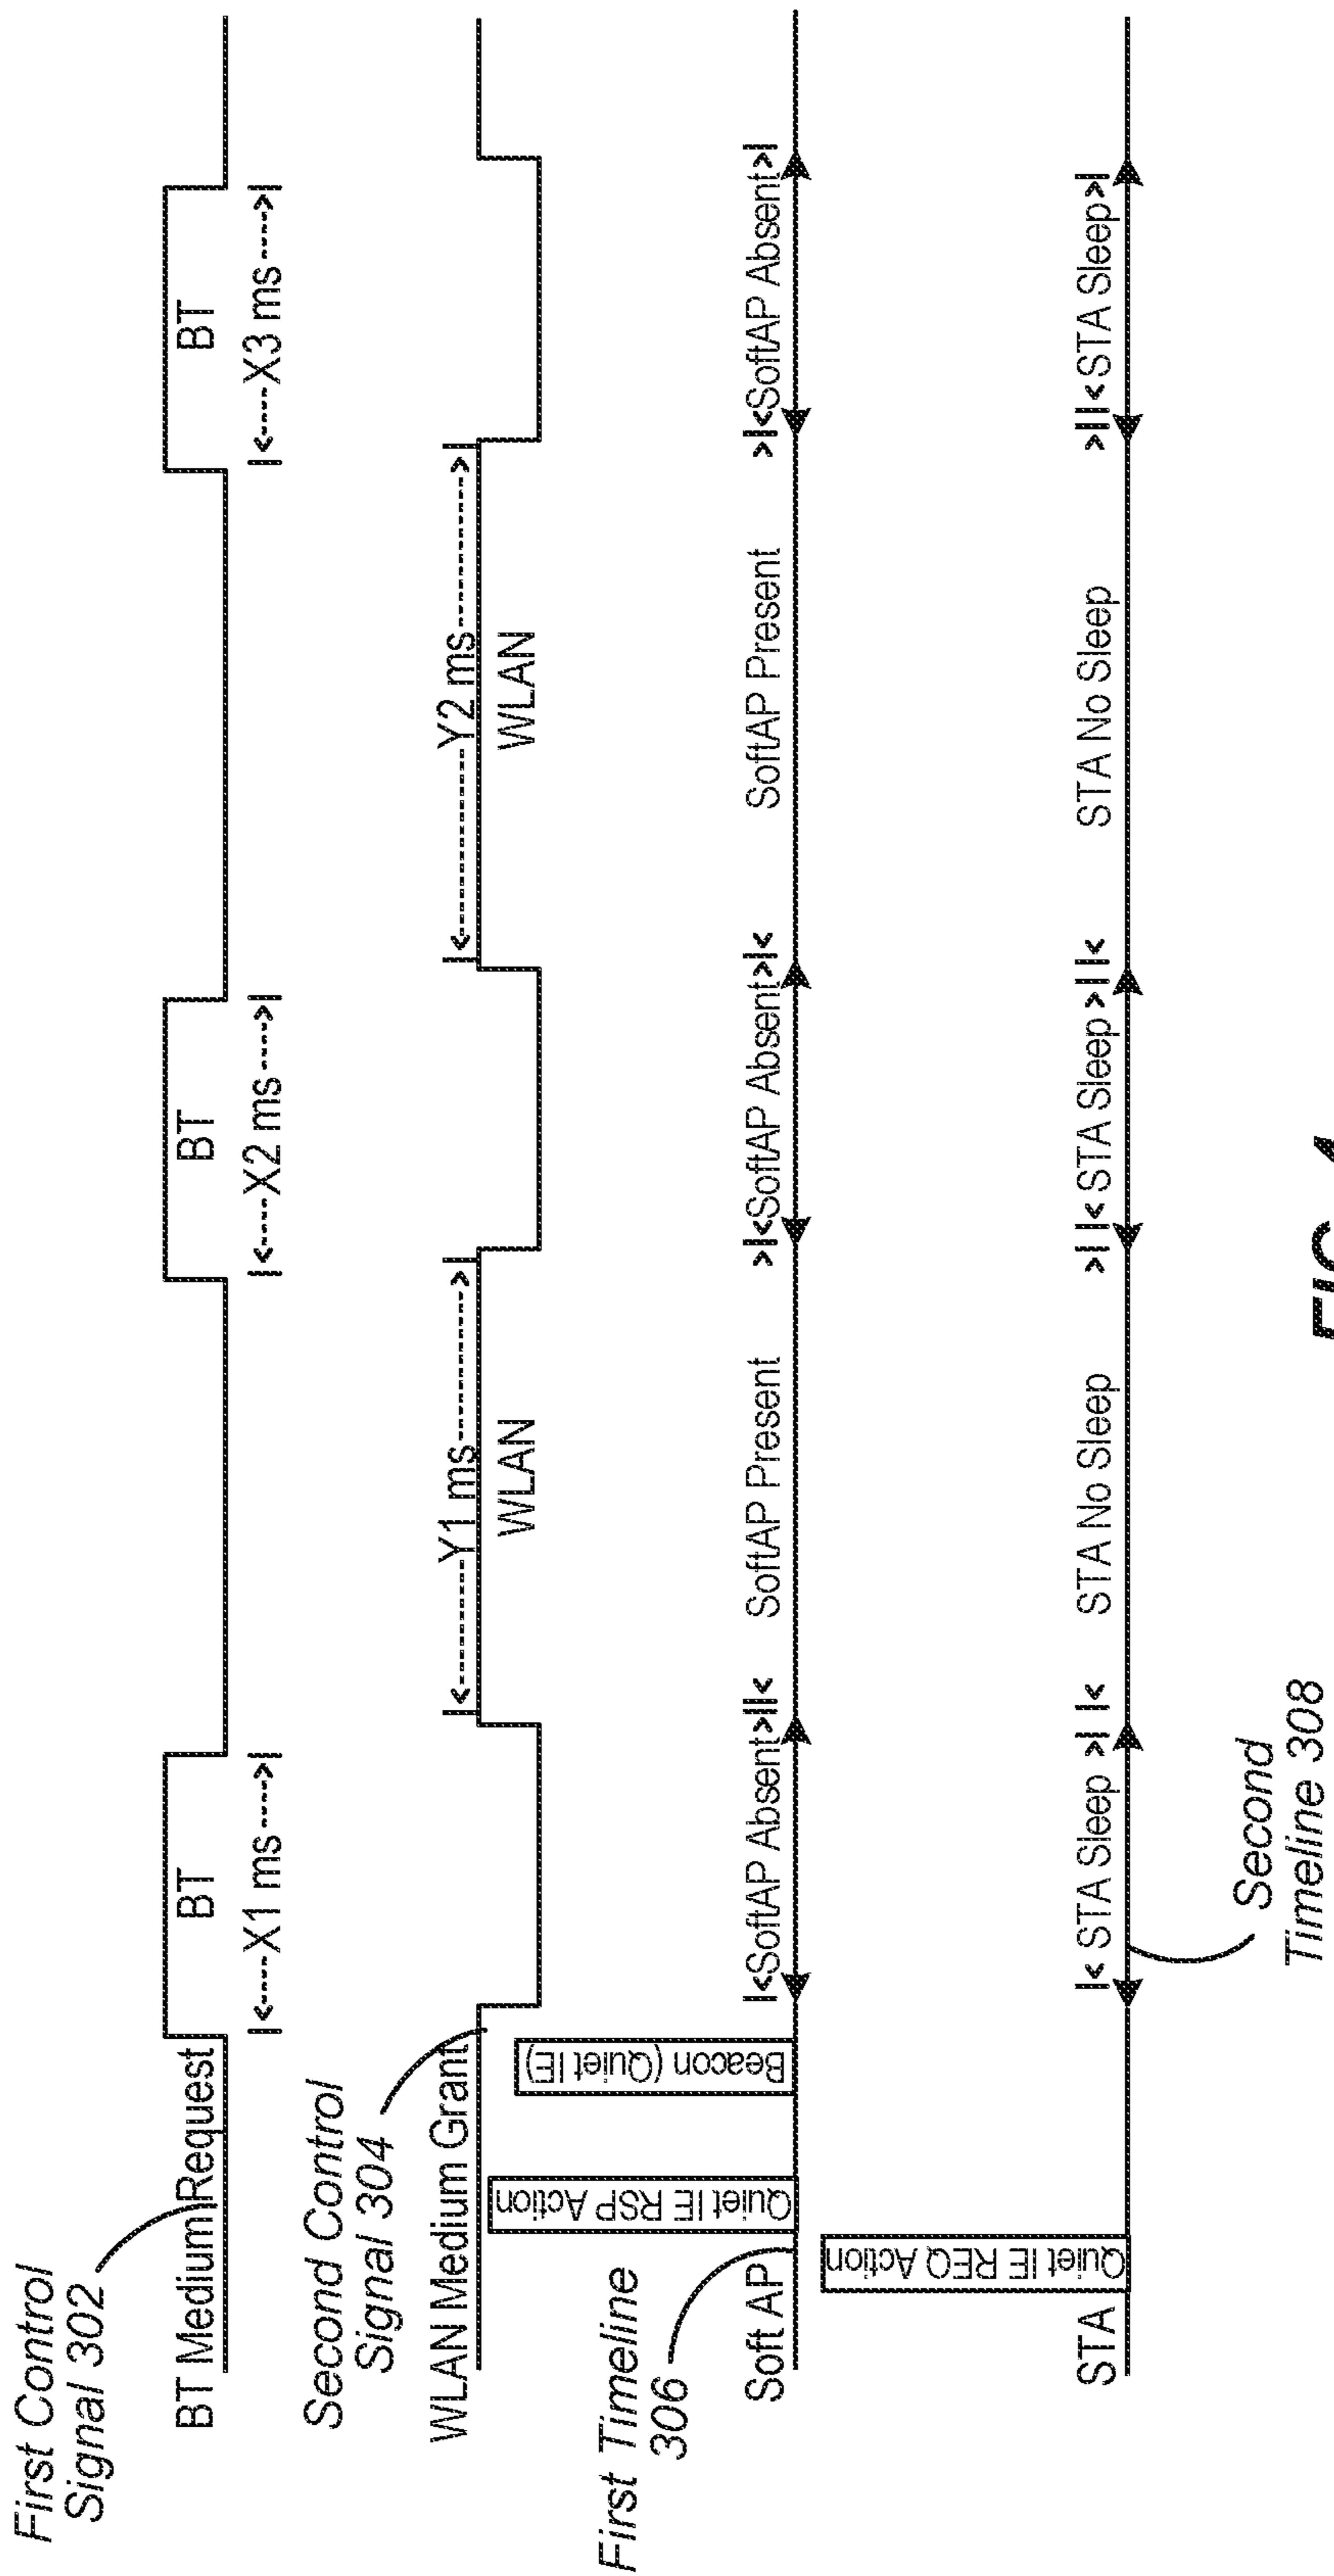 First Control
Signal 302
BT Medium Request
BT
|<----X1 ms---->|
BT
|<----X2 ms---->|
BT
|<----X3 ms---->|
Second Control
Signal 304
WLAN Medium Grant
|<----------Y1 ms---------->|
WLAN
|<------------Y2 ms------------>|
WLAN
First Timeline
306
Soft AP
Quiet IE RSP Action
Beacon (Quiet IE)
|<SoftAP Absent>||<
SoftAP Present
>|<SoftAP Absent>|<
SoftAP Present
>|<SoftAP Absent>|
STA
Quiet IE REQ Action
|< STA Sleep >| |<
STA No Sleep
>| |< STA Sleep >| |<
STA No Sleep
>||<STA Sleep>|
Second
Timeline 308